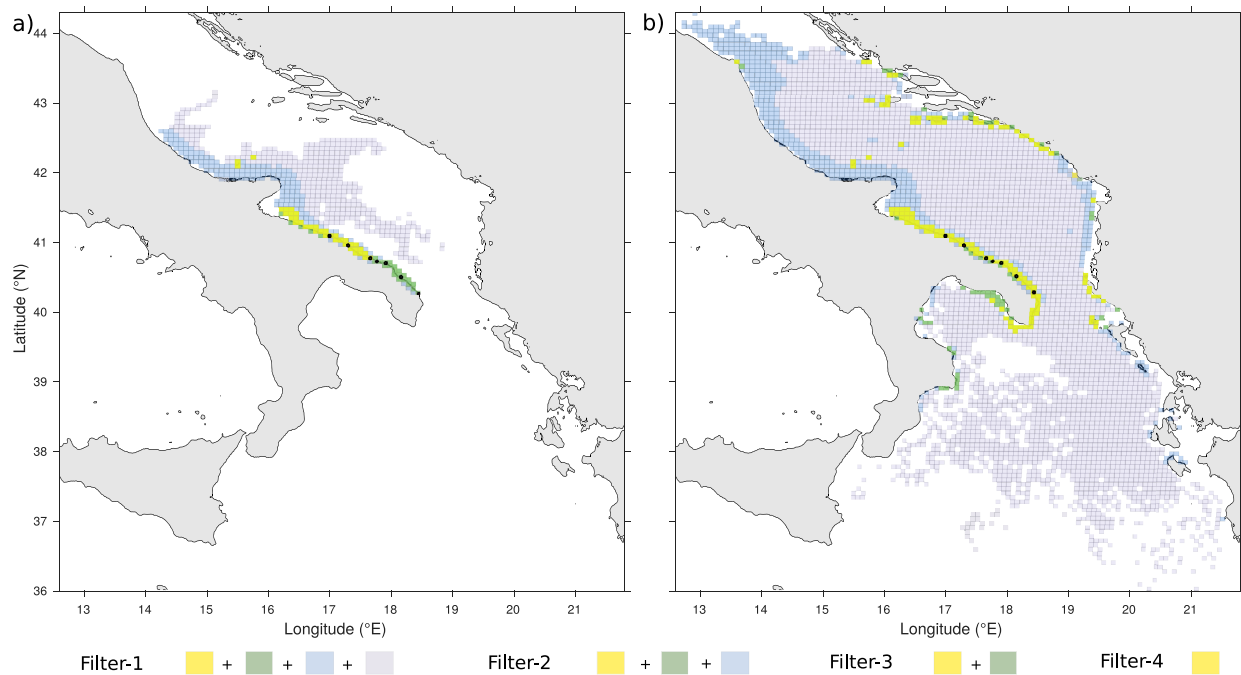 a)
b)
44
43
42
41
40
39
38
37
36
Latitude (°N)
13 14 15 16 17 18 19 20 21
13 14 15 16 17 18 19 20 21
Longitude (°E)
Longitude (°E)
Filter-1 + + + Filter-2 + + Filter-3 + Filter-4